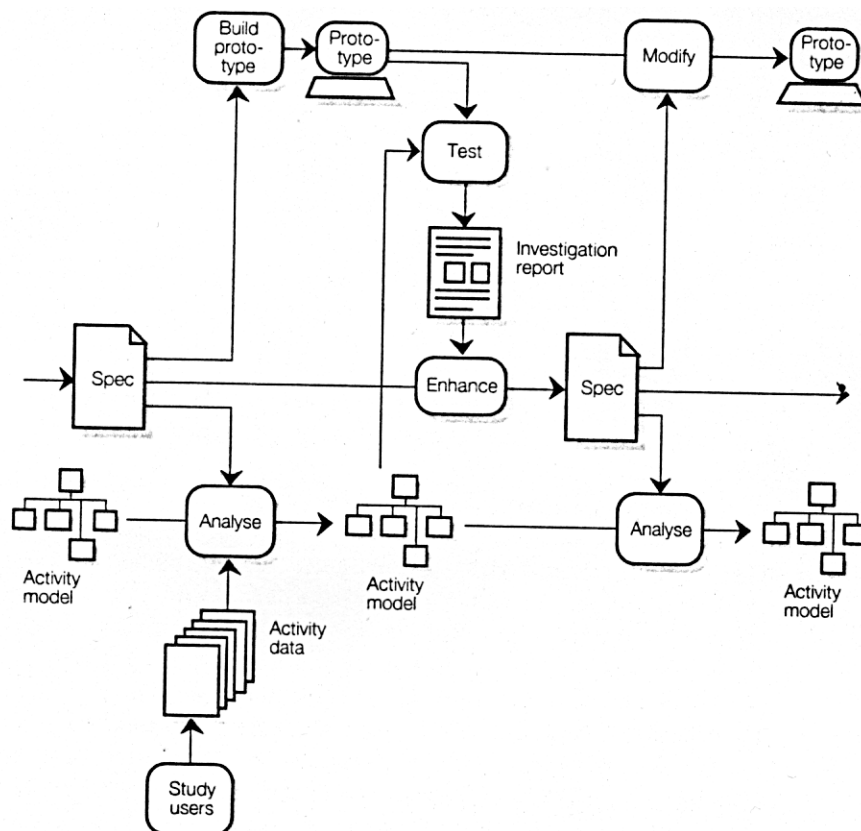 Build
proto-
type
Proto-
type
Modify
Proto-
type
Test
Investigation
report
Spec
Enhance
Spec
Analyse
Analyse
Activity
model
Activity
model
Activity
model
Activity
data
Study
users